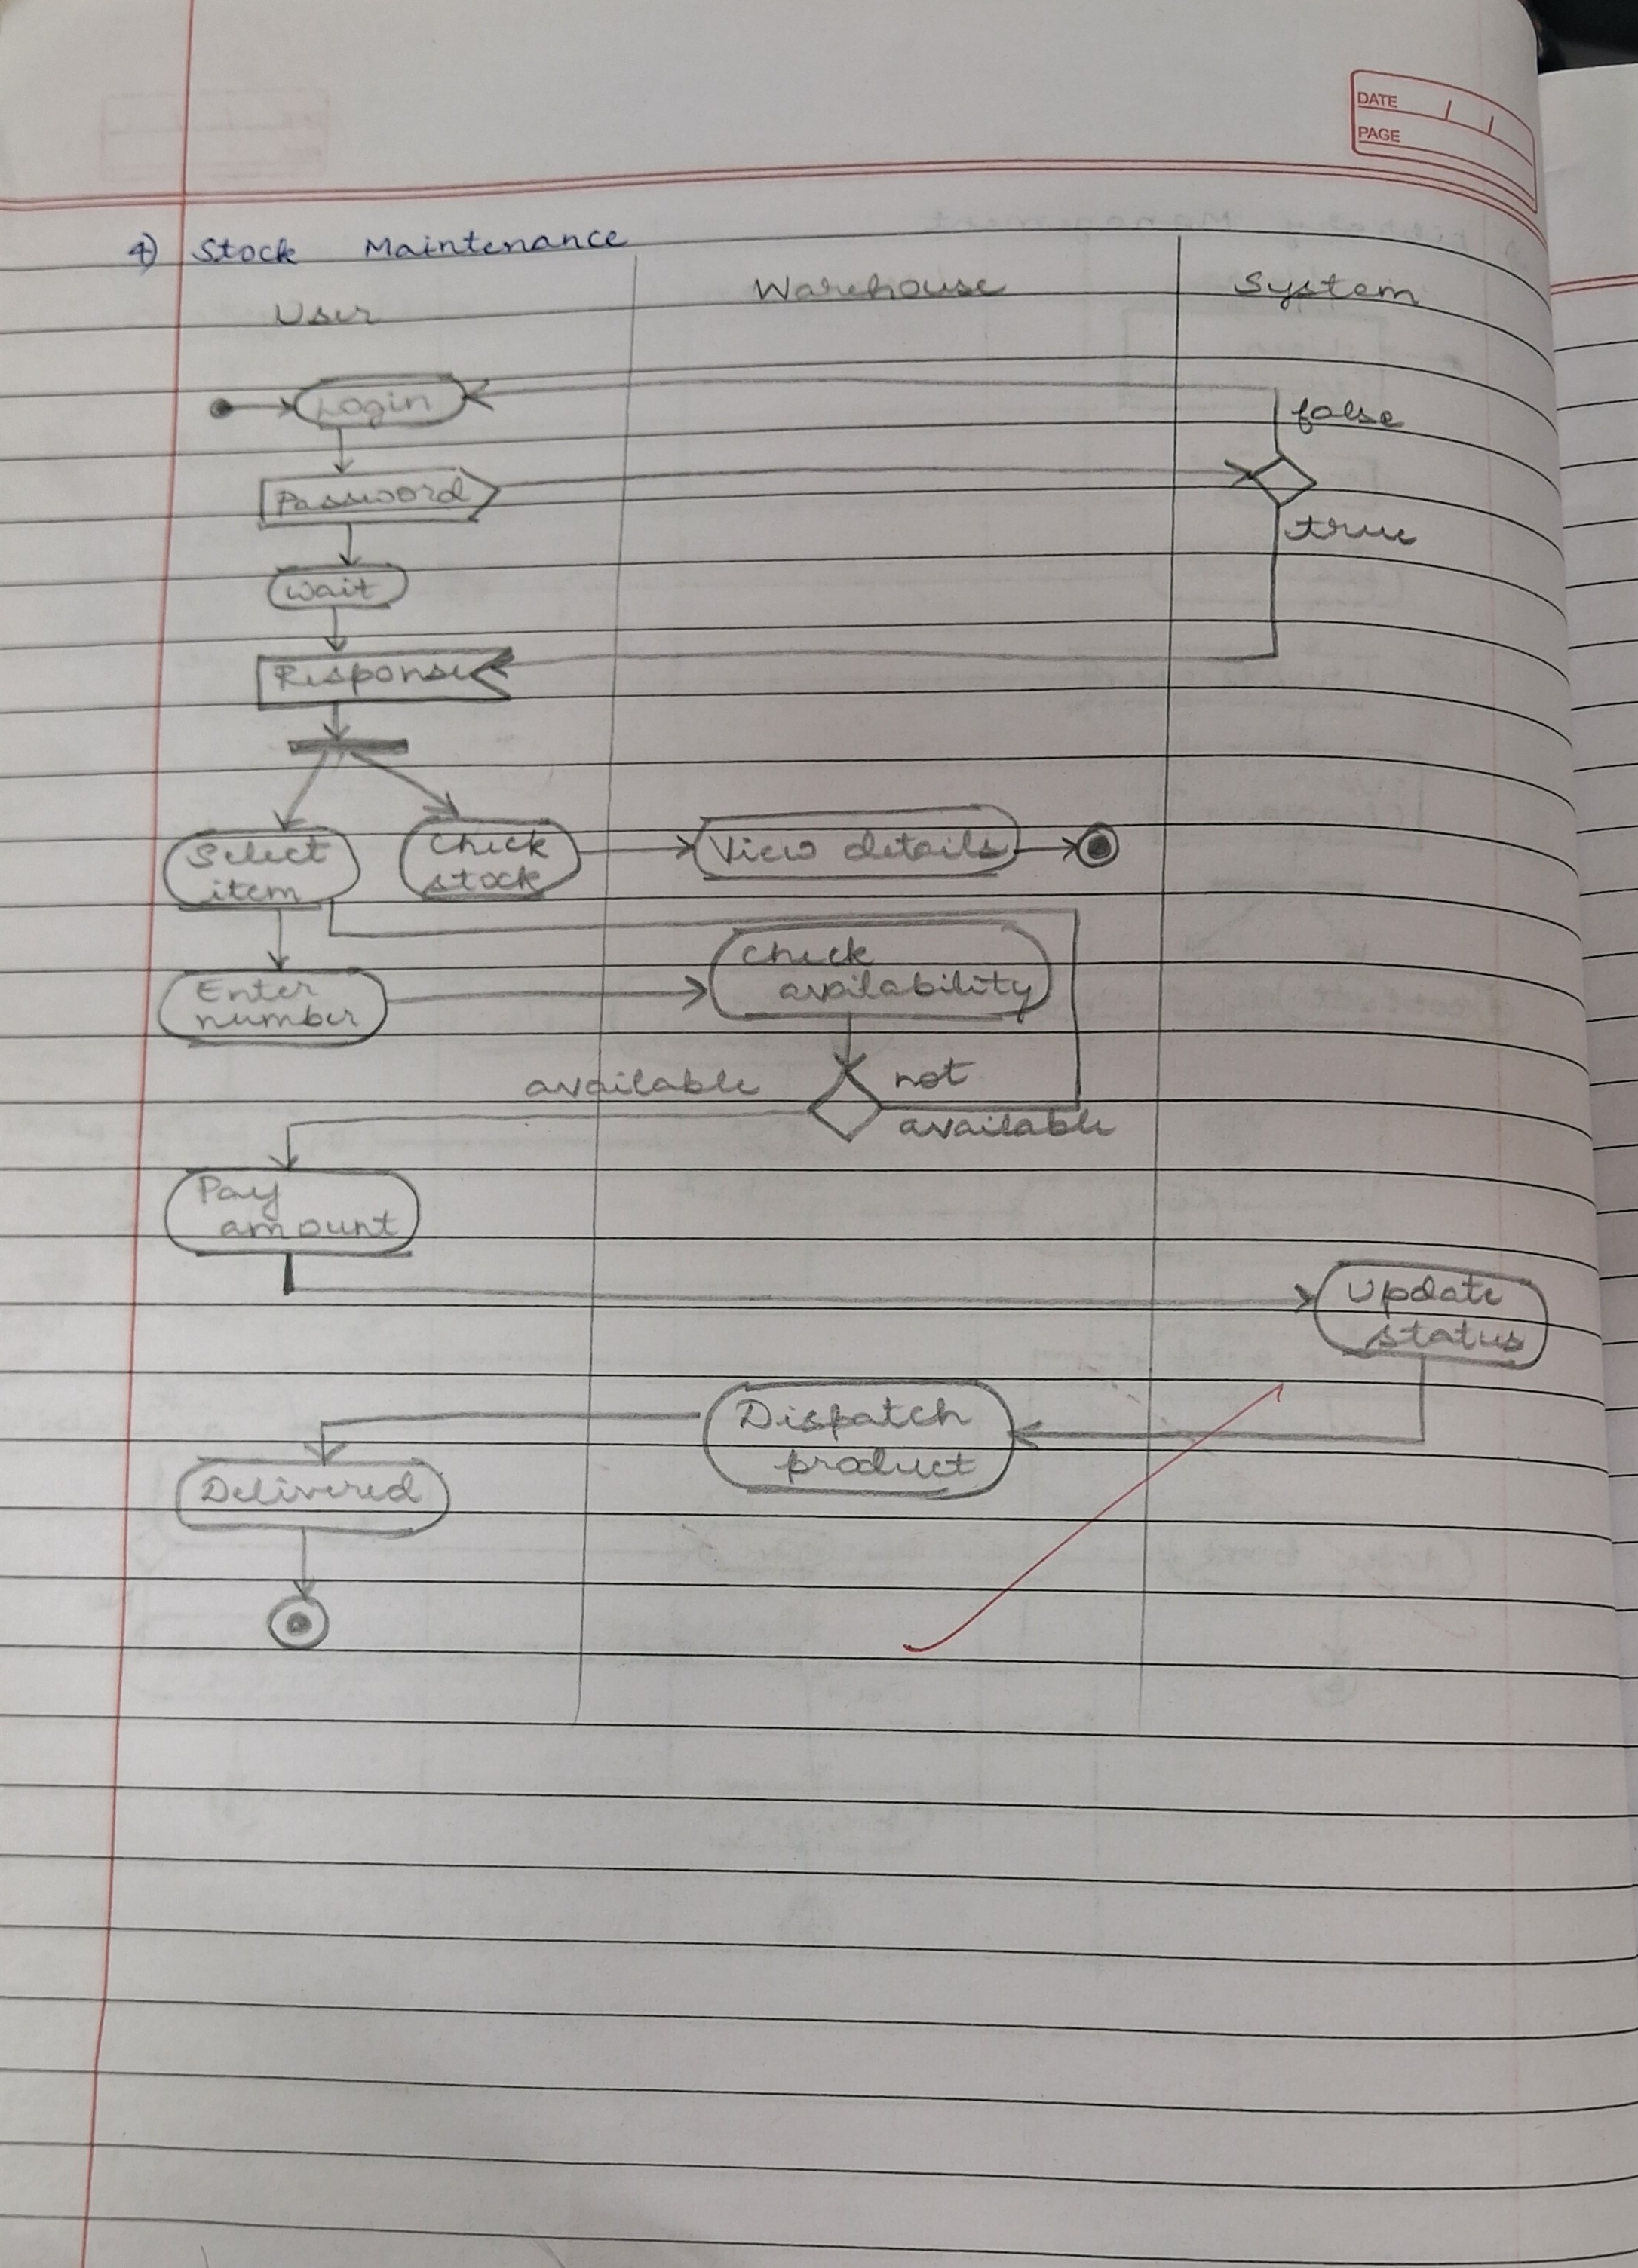 DATE
PAGE
4) Stock Maintenance
User
Warehouse
System
Login
false
Password
true
wait
Response
Select
item
Check
stock
View details
Enter
number
check
availability
available
not
available
Pay
amount
Update
status
Dispatch
product
Delivered